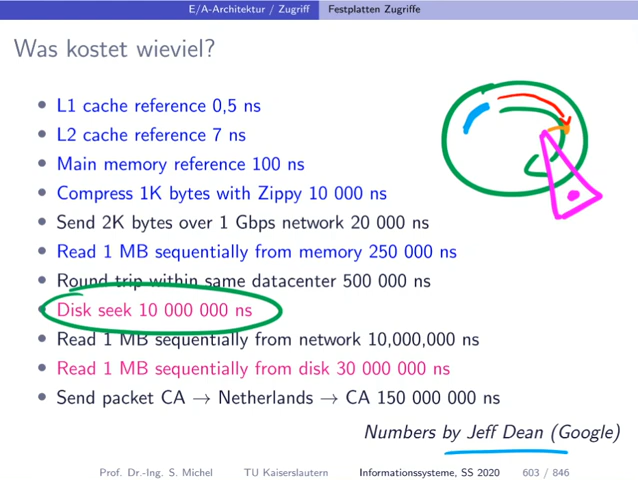 E/A-Architektur / Zugriff Festplatten Zugriffe
Was kostet wieviel?
• L1 cache reference 0,5 ns
• L2 cache reference 7 ns
• Main memory reference 100 ns
• Compress 1K bytes with Zippy 10 000 ns
• Send 2K bytes over 1 Gbps network 20 000 ns
• Read 1 MB sequentially from memory 250 000 ns
• Round trip within same datacenter 500 000 ns
• Disk seek 10 000 000 ns
• Read 1 MB sequentially from network 10,000,000 ns
• Read 1 MB sequentially from disk 30 000 000 ns
• Send packet CA → Netherlands → CA 150 000 000 ns
Numbers by Jeff Dean (Google)
Prof. Dr.-Ing. S. Michel TU Kaiserslautern Informationssysteme, SS 2020 603 / 846